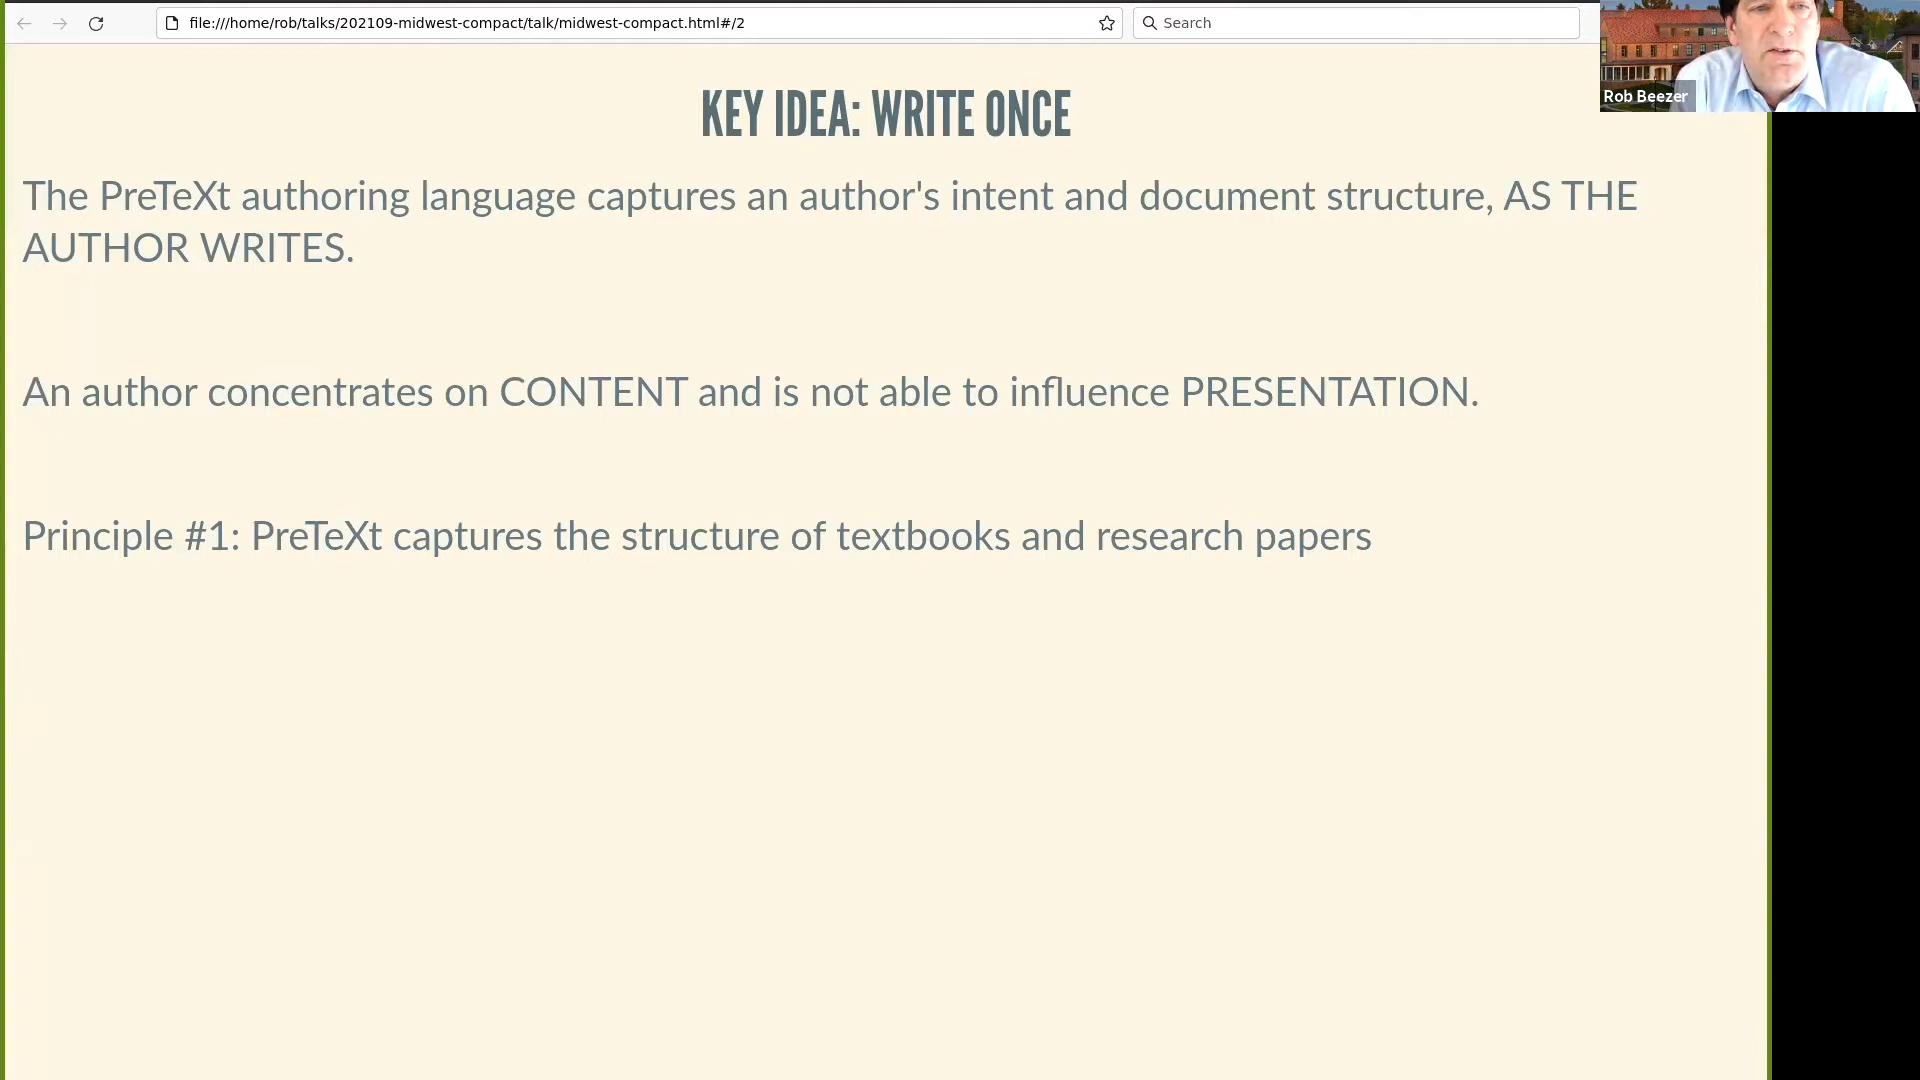 file:///home/rob/talks/202109-midwest-compact/talk/midwest-compact.html#/2
Search
Rob Beezer
KEY IDEA: WRITE ONCE
The PreTeXt authoring language captures an author's intent and document structure, AS THE
AUTHOR WRITES.
An author concentrates on CONTENT and is not able to influence PRESENTATION.
Principle #1: PreTeXt captures the structure of textbooks and research papers